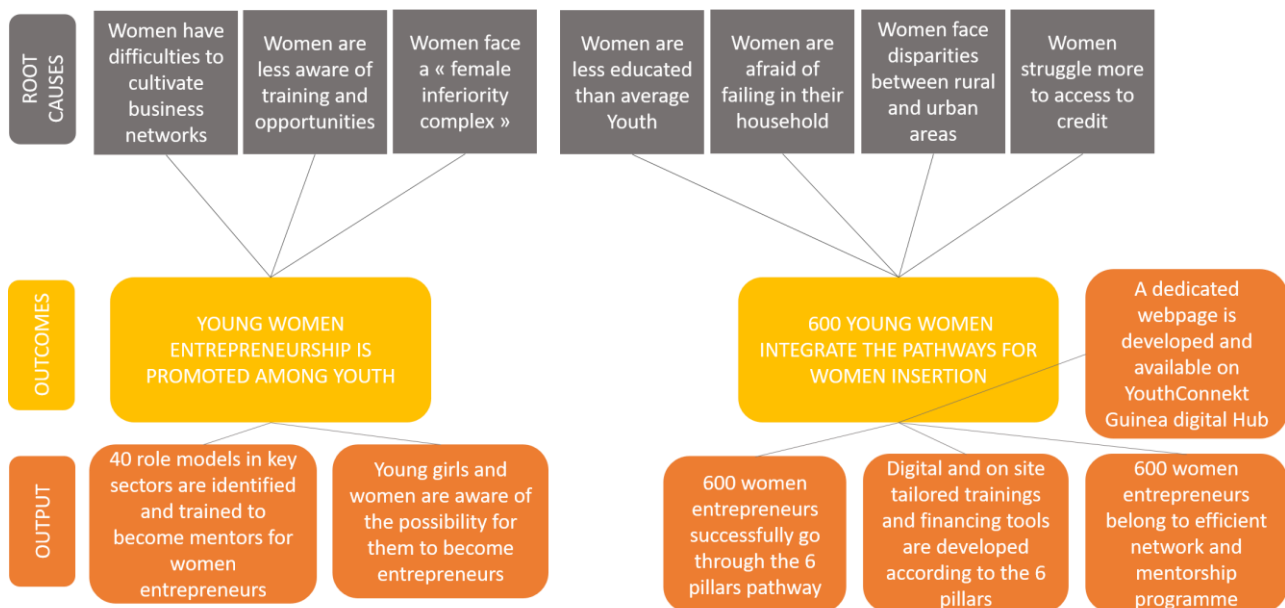 ROOT
CAUSES
Women have
difficulties to
cultivate
business
networks
Women are
less aware of
training and
opportunities
Women face
a « female
inferiority
complex »
Women are
less educated
than average
Youth
Women are
afraid of
failing in their
household
Women face
disparities
between rural
and urban
areas
Women
struggle more
to access to
credit
OUTCOMES
YOUNG WOMEN
ENTREPRENEURSHIP IS
PROMOTED AMONG YOUTH
600 YOUNG WOMEN
INTEGRATE THE PATHWAYS FOR
WOMEN INSERTION
A dedicated
webpage is
developed and
available on
YouthConnekt
Guinea digital Hub
OUTPUT
40 role models in key
sectors are identified
and trained to
become mentors for
women
entrepreneurs
Young girls and
women are aware of
the possibility for
them to become
entrepreneurs
600 women
entrepreneurs
successfully go
through the 6
pillars pathway
Digital and on site
tailored trainings
and financing tools
are developed
according to the 6
pillars
600 women
entrepreneurs
belong to efficient
network and
mentorship
programme